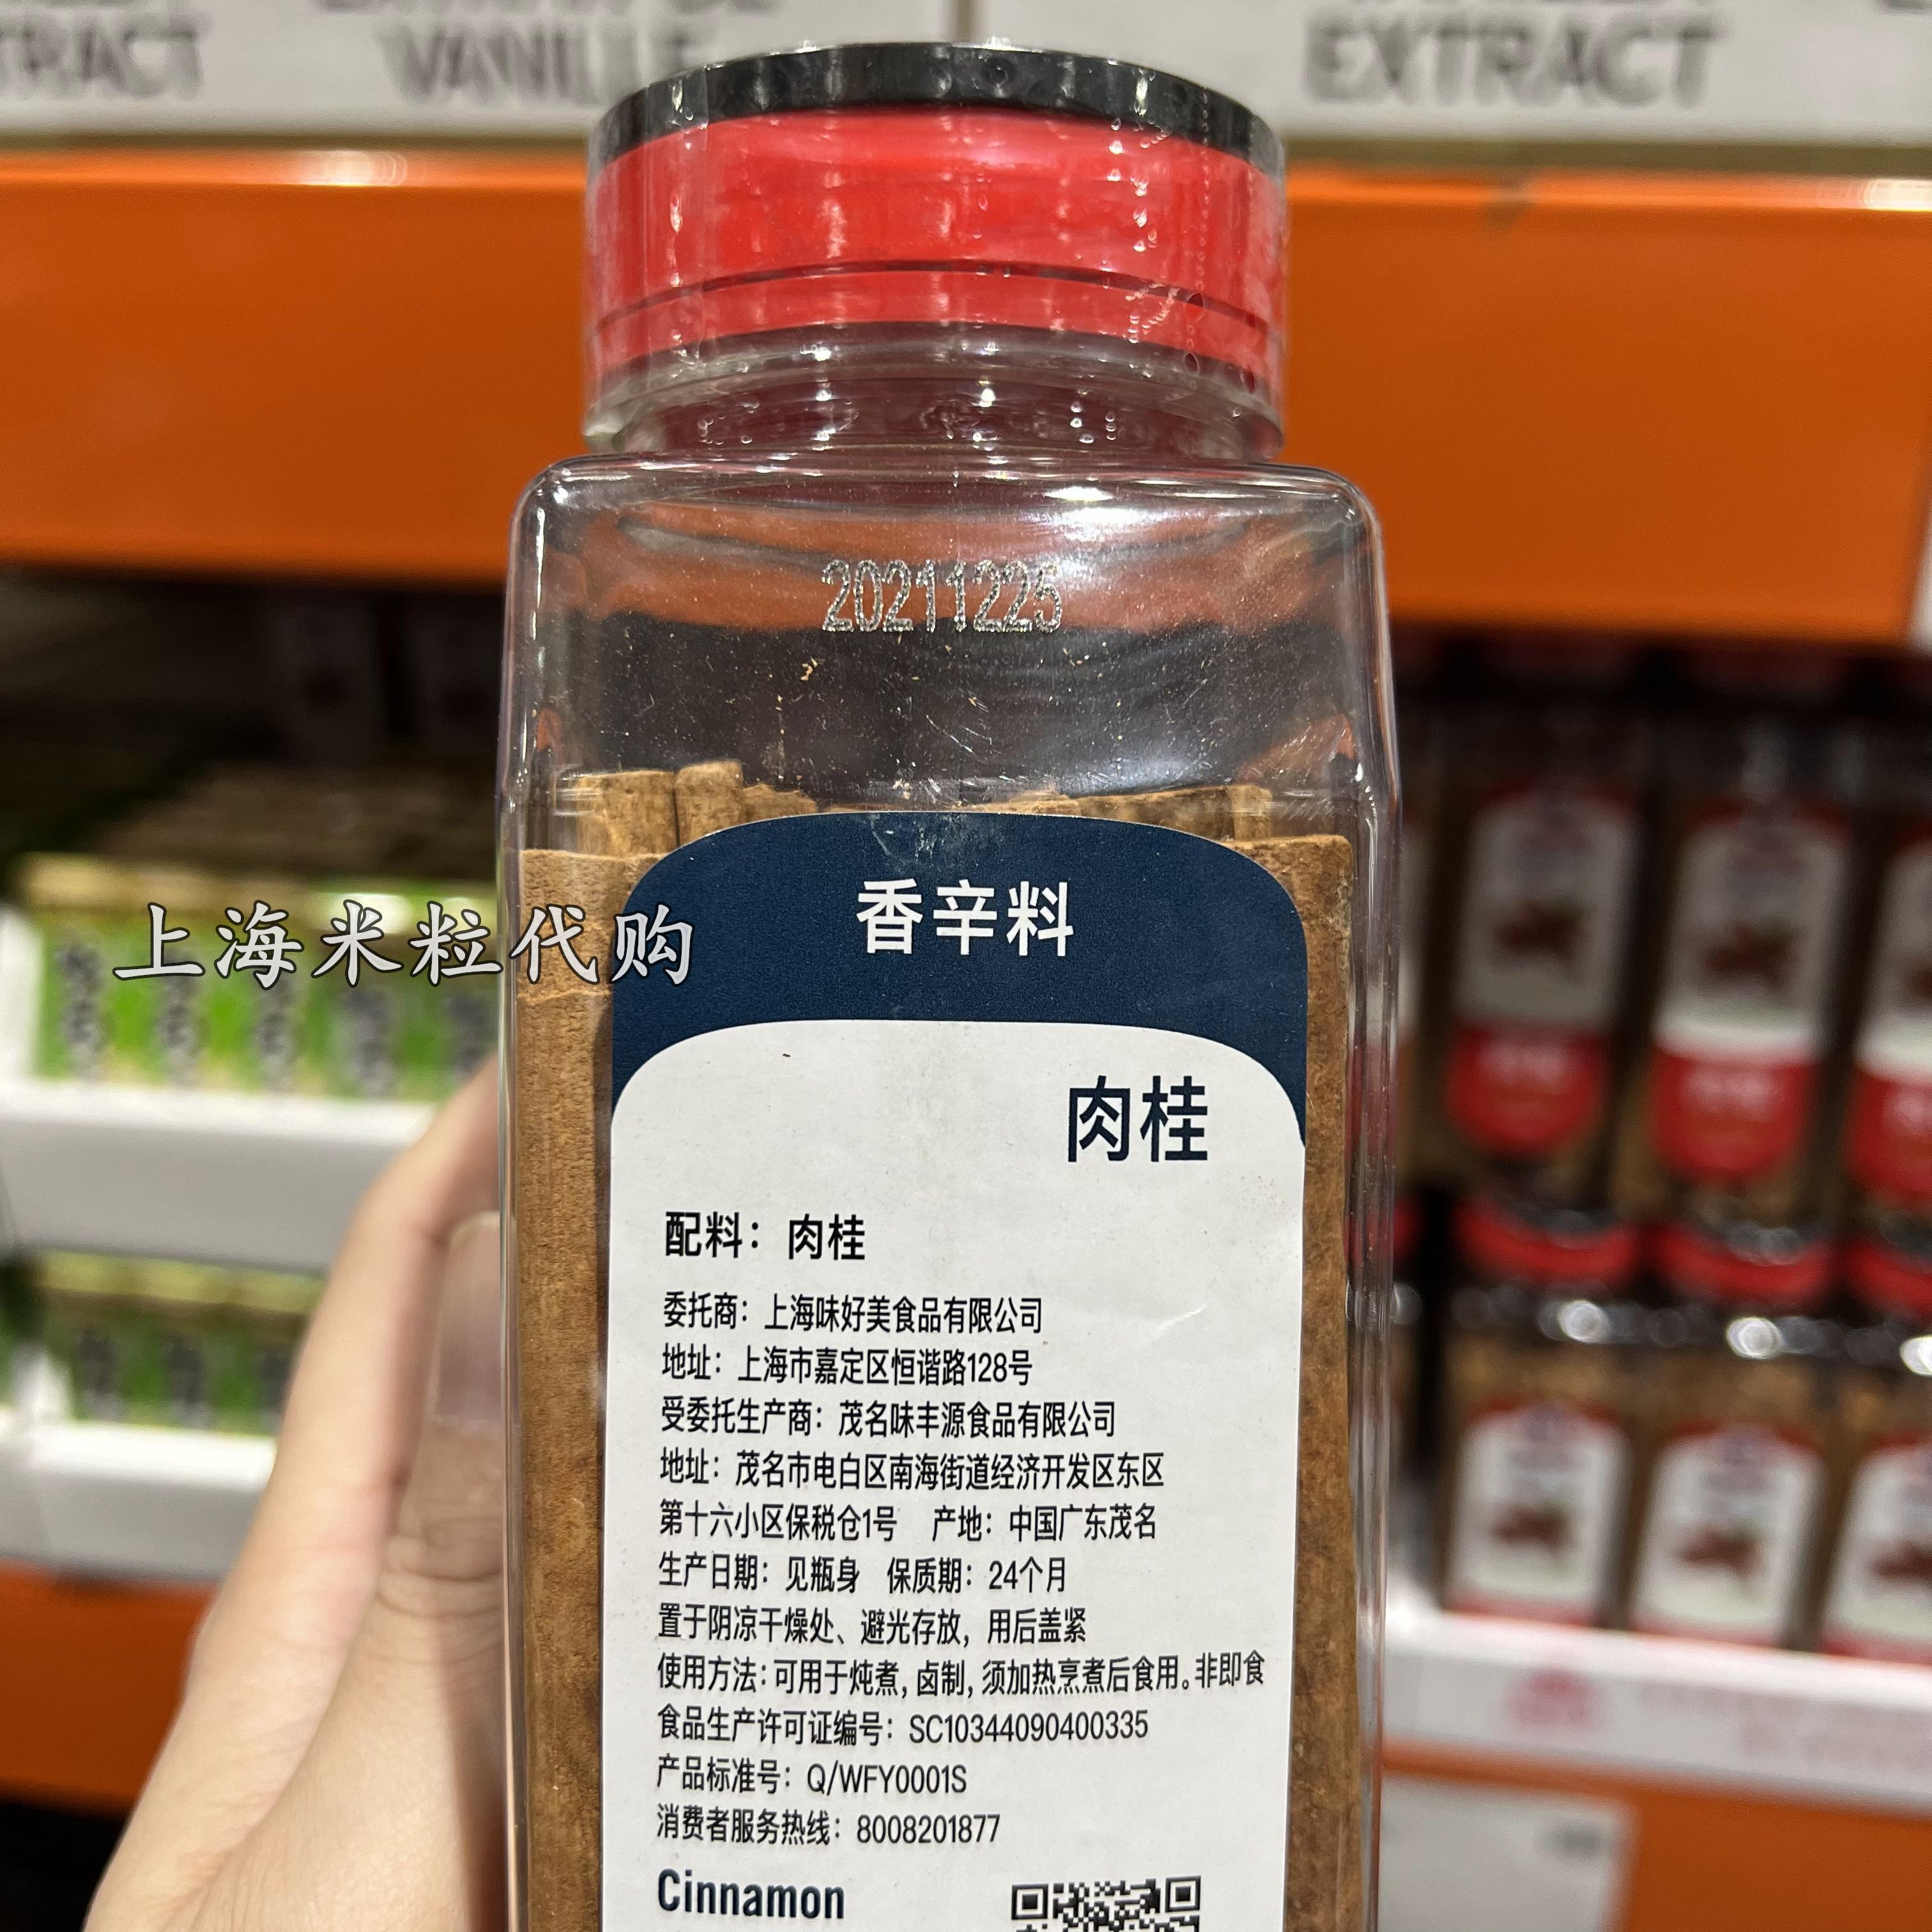 EXTRACT
20211225
上海米粒代购
香辛料
肉桂
配料：肉桂
委托商：上海味好美食品有限公司
地址：上海市嘉定区恒谐路128号
受委托生产商：茂名味丰源食品有限公司
地址：茂名市电白区南海街道经济开发区东区
第十六小区保税仓1号 产地：中国广东茂名
生产日期：见瓶身 保质期：24个月
置于阴凉干燥处、避光存放，用后盖紧
使用方法：可用于炖煮，卤制，须加热烹煮后食用。非即食
食品生产许可证编号：SC10344090400335
产品标准号：Q/WFY0001S
消费者服务热线：8008201877
Cinnamon